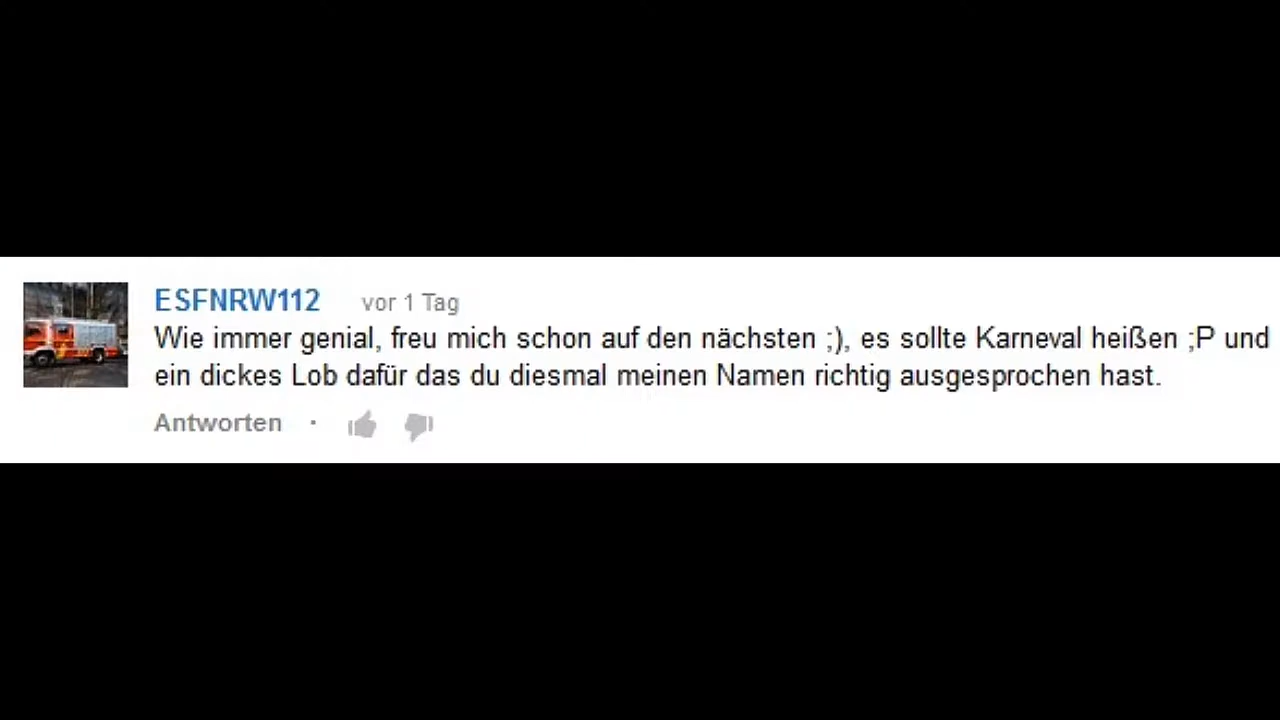 ESFNRW112 vor 1 Tag
Wie immer genial, freu mich schon auf den nächsten ;), es sollte Karneval heißen ;P und
ein dickes Lob dafür das du diesmal meinen Namen richtig ausgesprochen hast.
Antworten ·